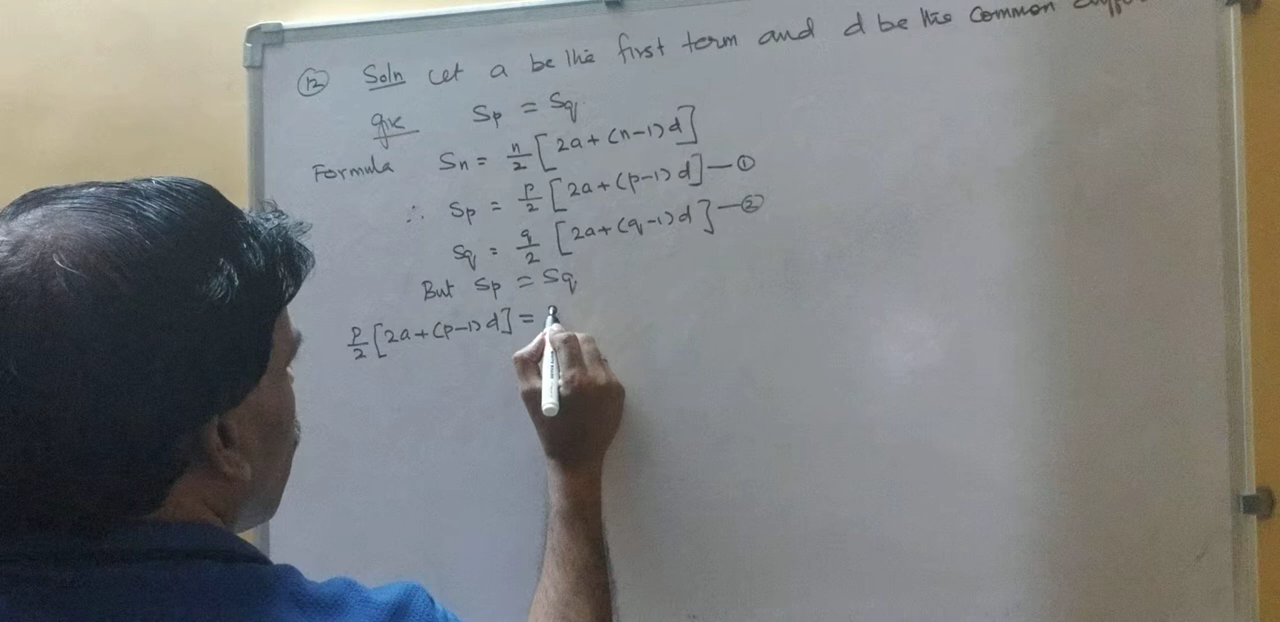 (12) Soln Let a be the first term and d be the common
give Sp = Sq
Formula Sn = n/2 [2a+(n-1)d]
∴ Sp = p/2 [2a+(p-1)d] — ①
Sq = q/2 [2a+(q-1)d] — ②
But Sp = Sq
p/2 [2a+(p-1)d] =